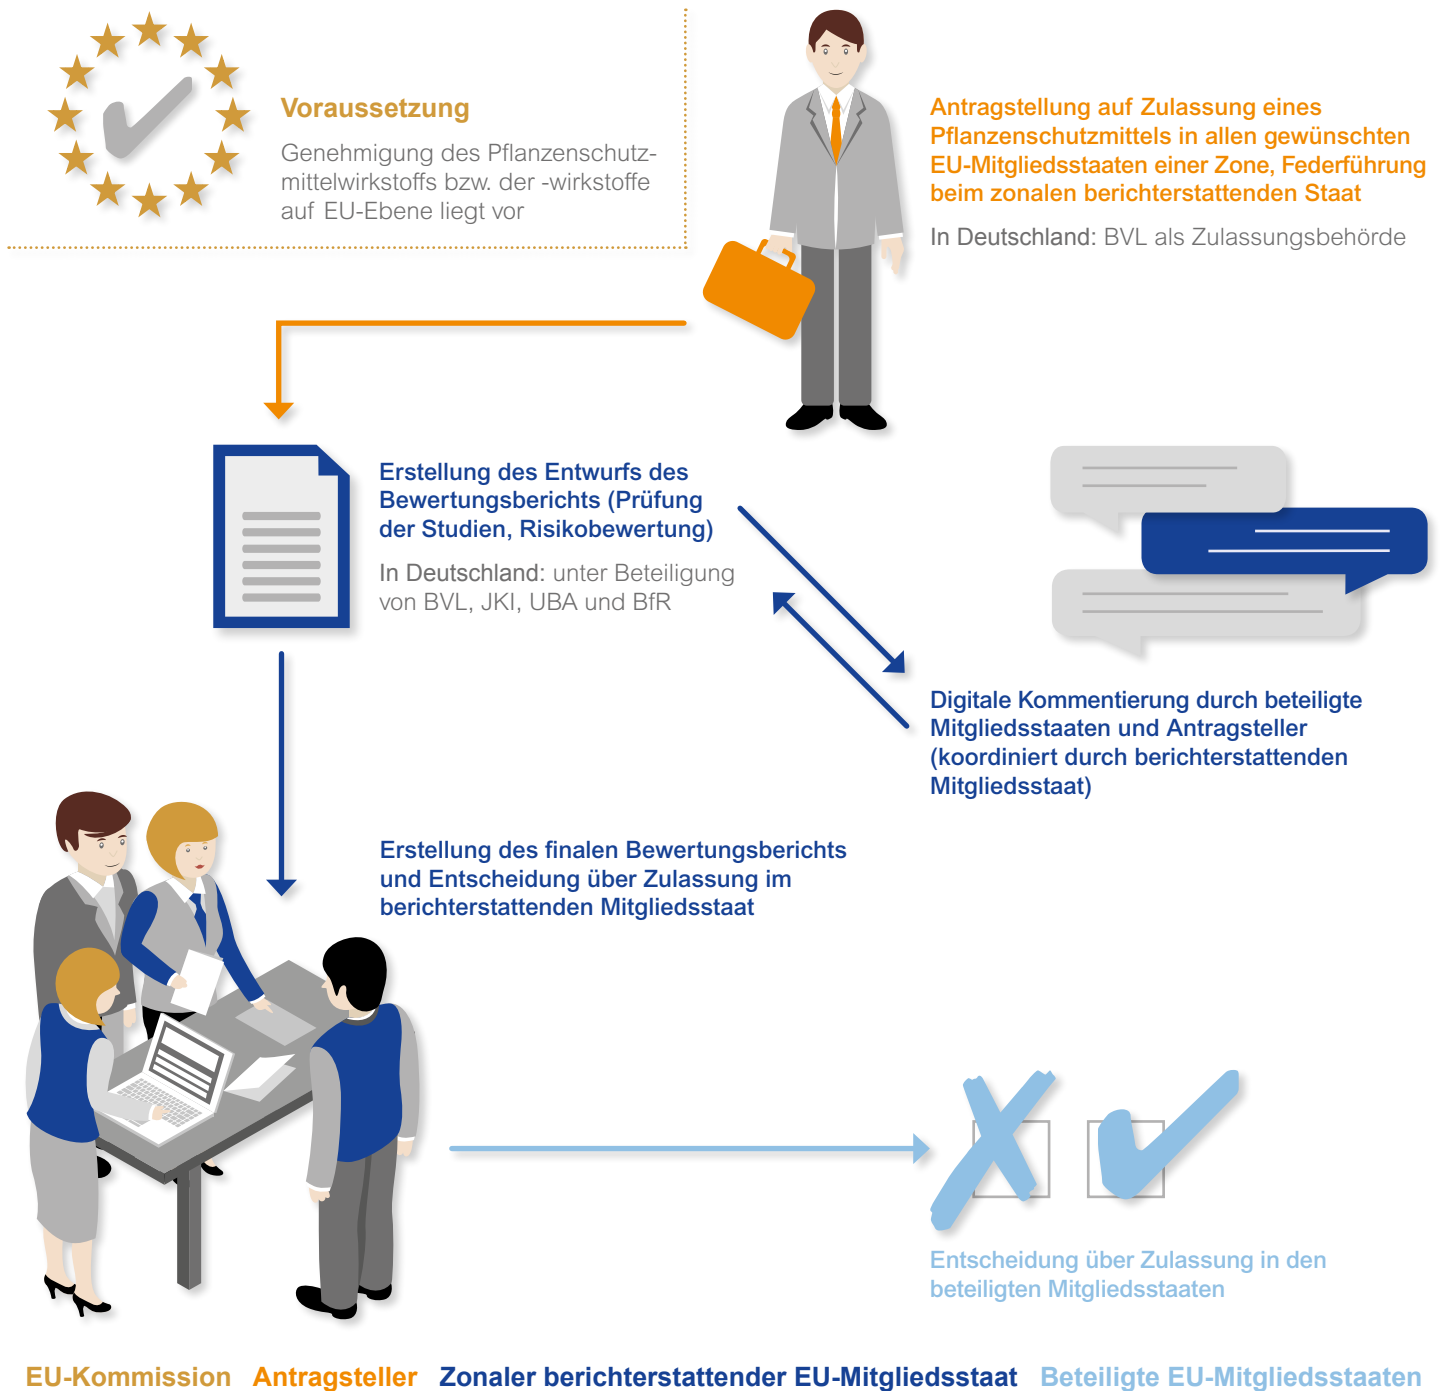 Voraussetzung
Genehmigung des Pflanzenschutz-
mittelwirkstoffs bzw. der -wirkstoffe
auf EU-Ebene liegt vor
Antragstellung auf Zulassung eines
Pflanzenschutzmittels in allen gewünschten
EU-Mitgliedsstaaten einer Zone, Federführung
beim zonalen berichterstattenden Staat
In Deutschland: BVL als Zulassungsbehörde
Erstellung des Entwurfs des
Bewertungsberichts (Prüfung
der Studien, Risikobewertung)
In Deutschland: unter Beteiligung
von BVL, JKI, UBA und BfR
Digitale Kommentierung durch beteiligte
Mitgliedsstaaten und Antragsteller
(koordiniert durch berichterstattenden
Mitgliedsstaat)
Erstellung des finalen Bewertungsberichts
und Entscheidung über Zulassung im
berichterstattenden Mitgliedsstaat
Entscheidung über Zulassung in den
beteiligten Mitgliedsstaaten
EU-Kommission Antragsteller Zonaler berichterstattender EU-Mitgliedsstaat Beteiligte EU-Mitgliedsstaaten